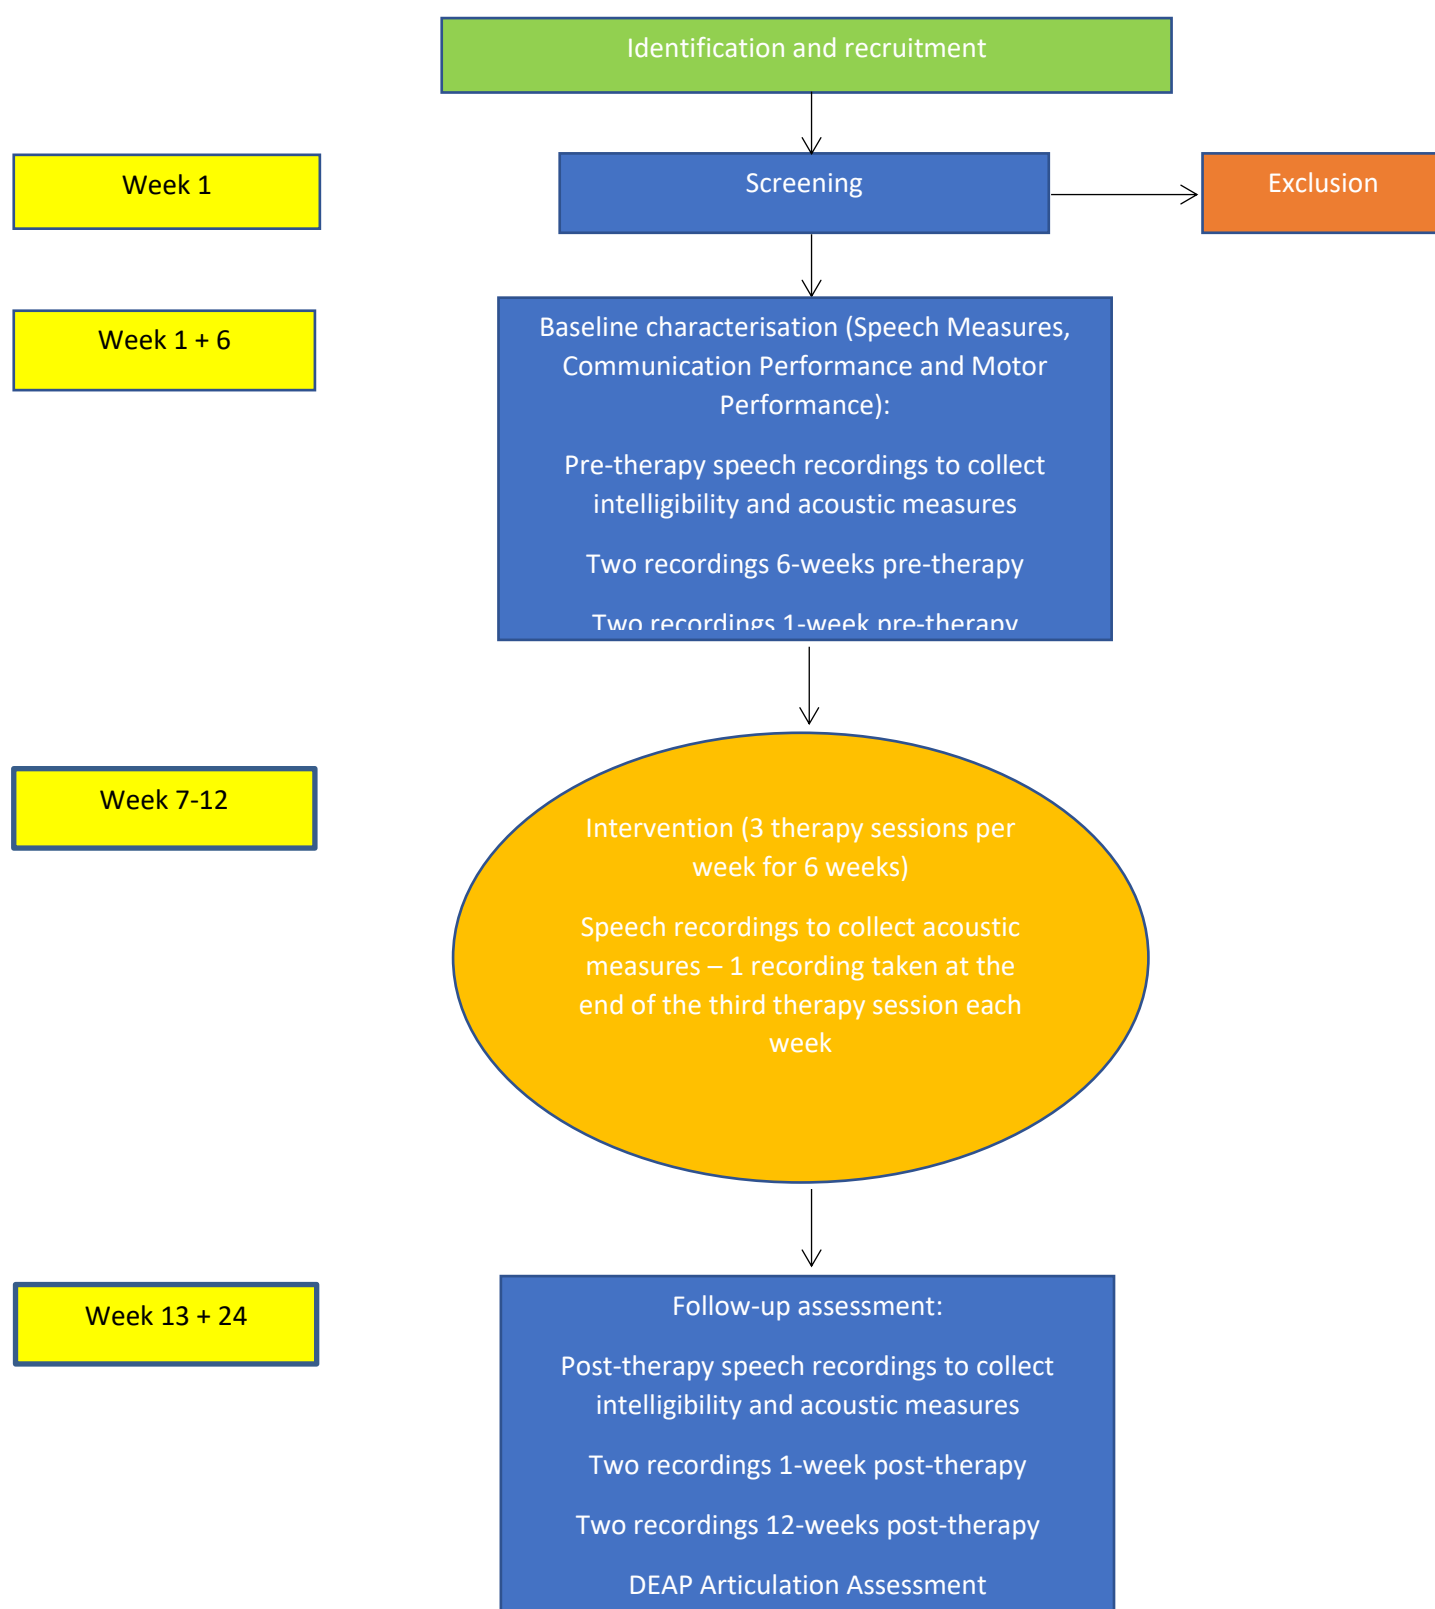 Identification and recruitment
Week 1
Screening
Exclusion
Week 1 + 6
Baseline characterisation (Speech Measures,
Communication Performance and Motor
Performance):
Pre-therapy speech recordings to collect
intelligibility and acoustic measures
Two recordings 6-weeks pre-therapy
Two recordings 1-week pre-therapy
Week 7-12
Intervention (3 therapy sessions per
week for 6 weeks)
Speech recordings to collect acoustic
measures – 1 recording taken at the
end of the third therapy session each
week
Week 13 + 24
Follow-up assessment:
Post-therapy speech recordings to collect
intelligibility and acoustic measures
Two recordings 1-week post-therapy
Two recordings 12-weeks post-therapy
DEAP Articulation Assessment